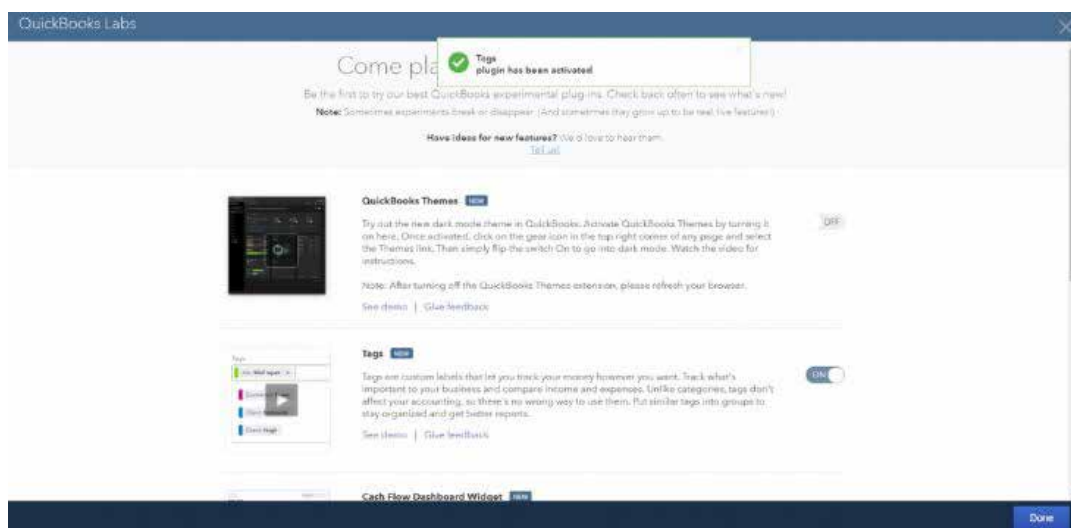 QuickBooks Labs
Come pla
Tags
plugin has been activated
Be the first to try our best QuickBooks experimental plug-ins. Check back often to see what's new!
Note: Sometimes experiments break or disappear. (And sometimes they grow up to be real, live features!)
Have ideas for new features? We'd love to hear them.
Tell us!
QuickBooks Themes NEW
Try out the new dark mode theme in QuickBooks. Activate QuickBooks Themes by turning it
on here. Once activated, click on the gear icon in the top right corner of any page and select
the Themes link. Then simply flip the switch On to go into dark mode. Watch the video for
instructions.
OFF
Note: After turning off the QuickBooks Themes extension, please refresh your browser.
See demo | Give feedback
Tags
Tags NEW
Tags are custom labels that let you track your money however you want. Track what's
important to your business and compare income and expenses. Unlike categories, tags don't
affect your accounting, so there's no wrong way to use them. Put similar tags into groups to
stay organized and get better reports.
ON
See demo | Give feedback
Cash Flow Dashboard Widget NEW
Done